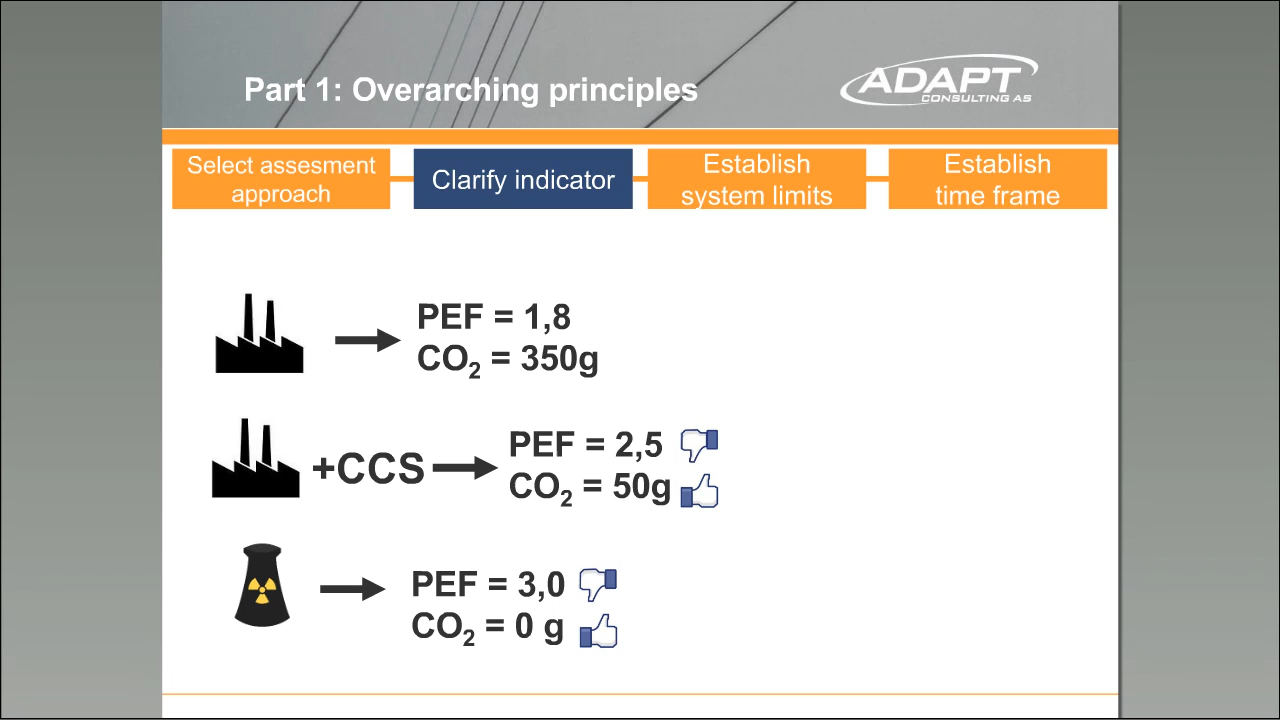 Part 1: Overarching principles
ADAPT
CONSULTING AS
Select assesment
approach
Clarify indicator
Establish
system limits
Establish
time frame
PEF = 1,8
CO₂ = 350g
+CCS
PEF = 2,5
CO₂ = 50g
PEF = 3,0
CO₂ = 0 g